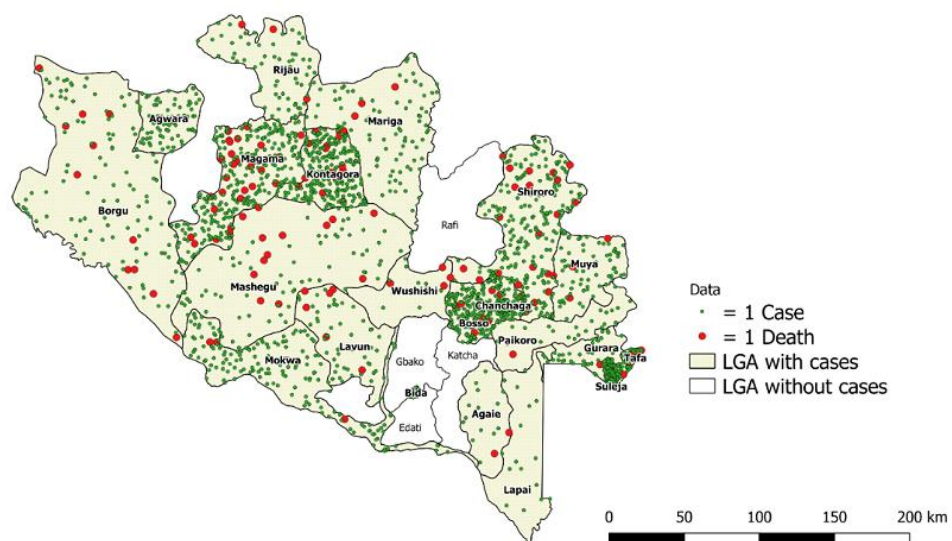 Rijau
Agwara
Mariga
Magama
Kontagora
Shiroro
Borgu
Rafi
Muya
Mashegu
Wushishi
Chanchaga
Bosso
Paikoro
Lavun
Mokwa
Gbako
Katcha
Gurara
Tafa
Suleja
Bida
Agaie
Edati
Lapai
Data
= 1 Case
= 1 Death
LGA with cases
LGA without cases
0 50 100 150 200 km